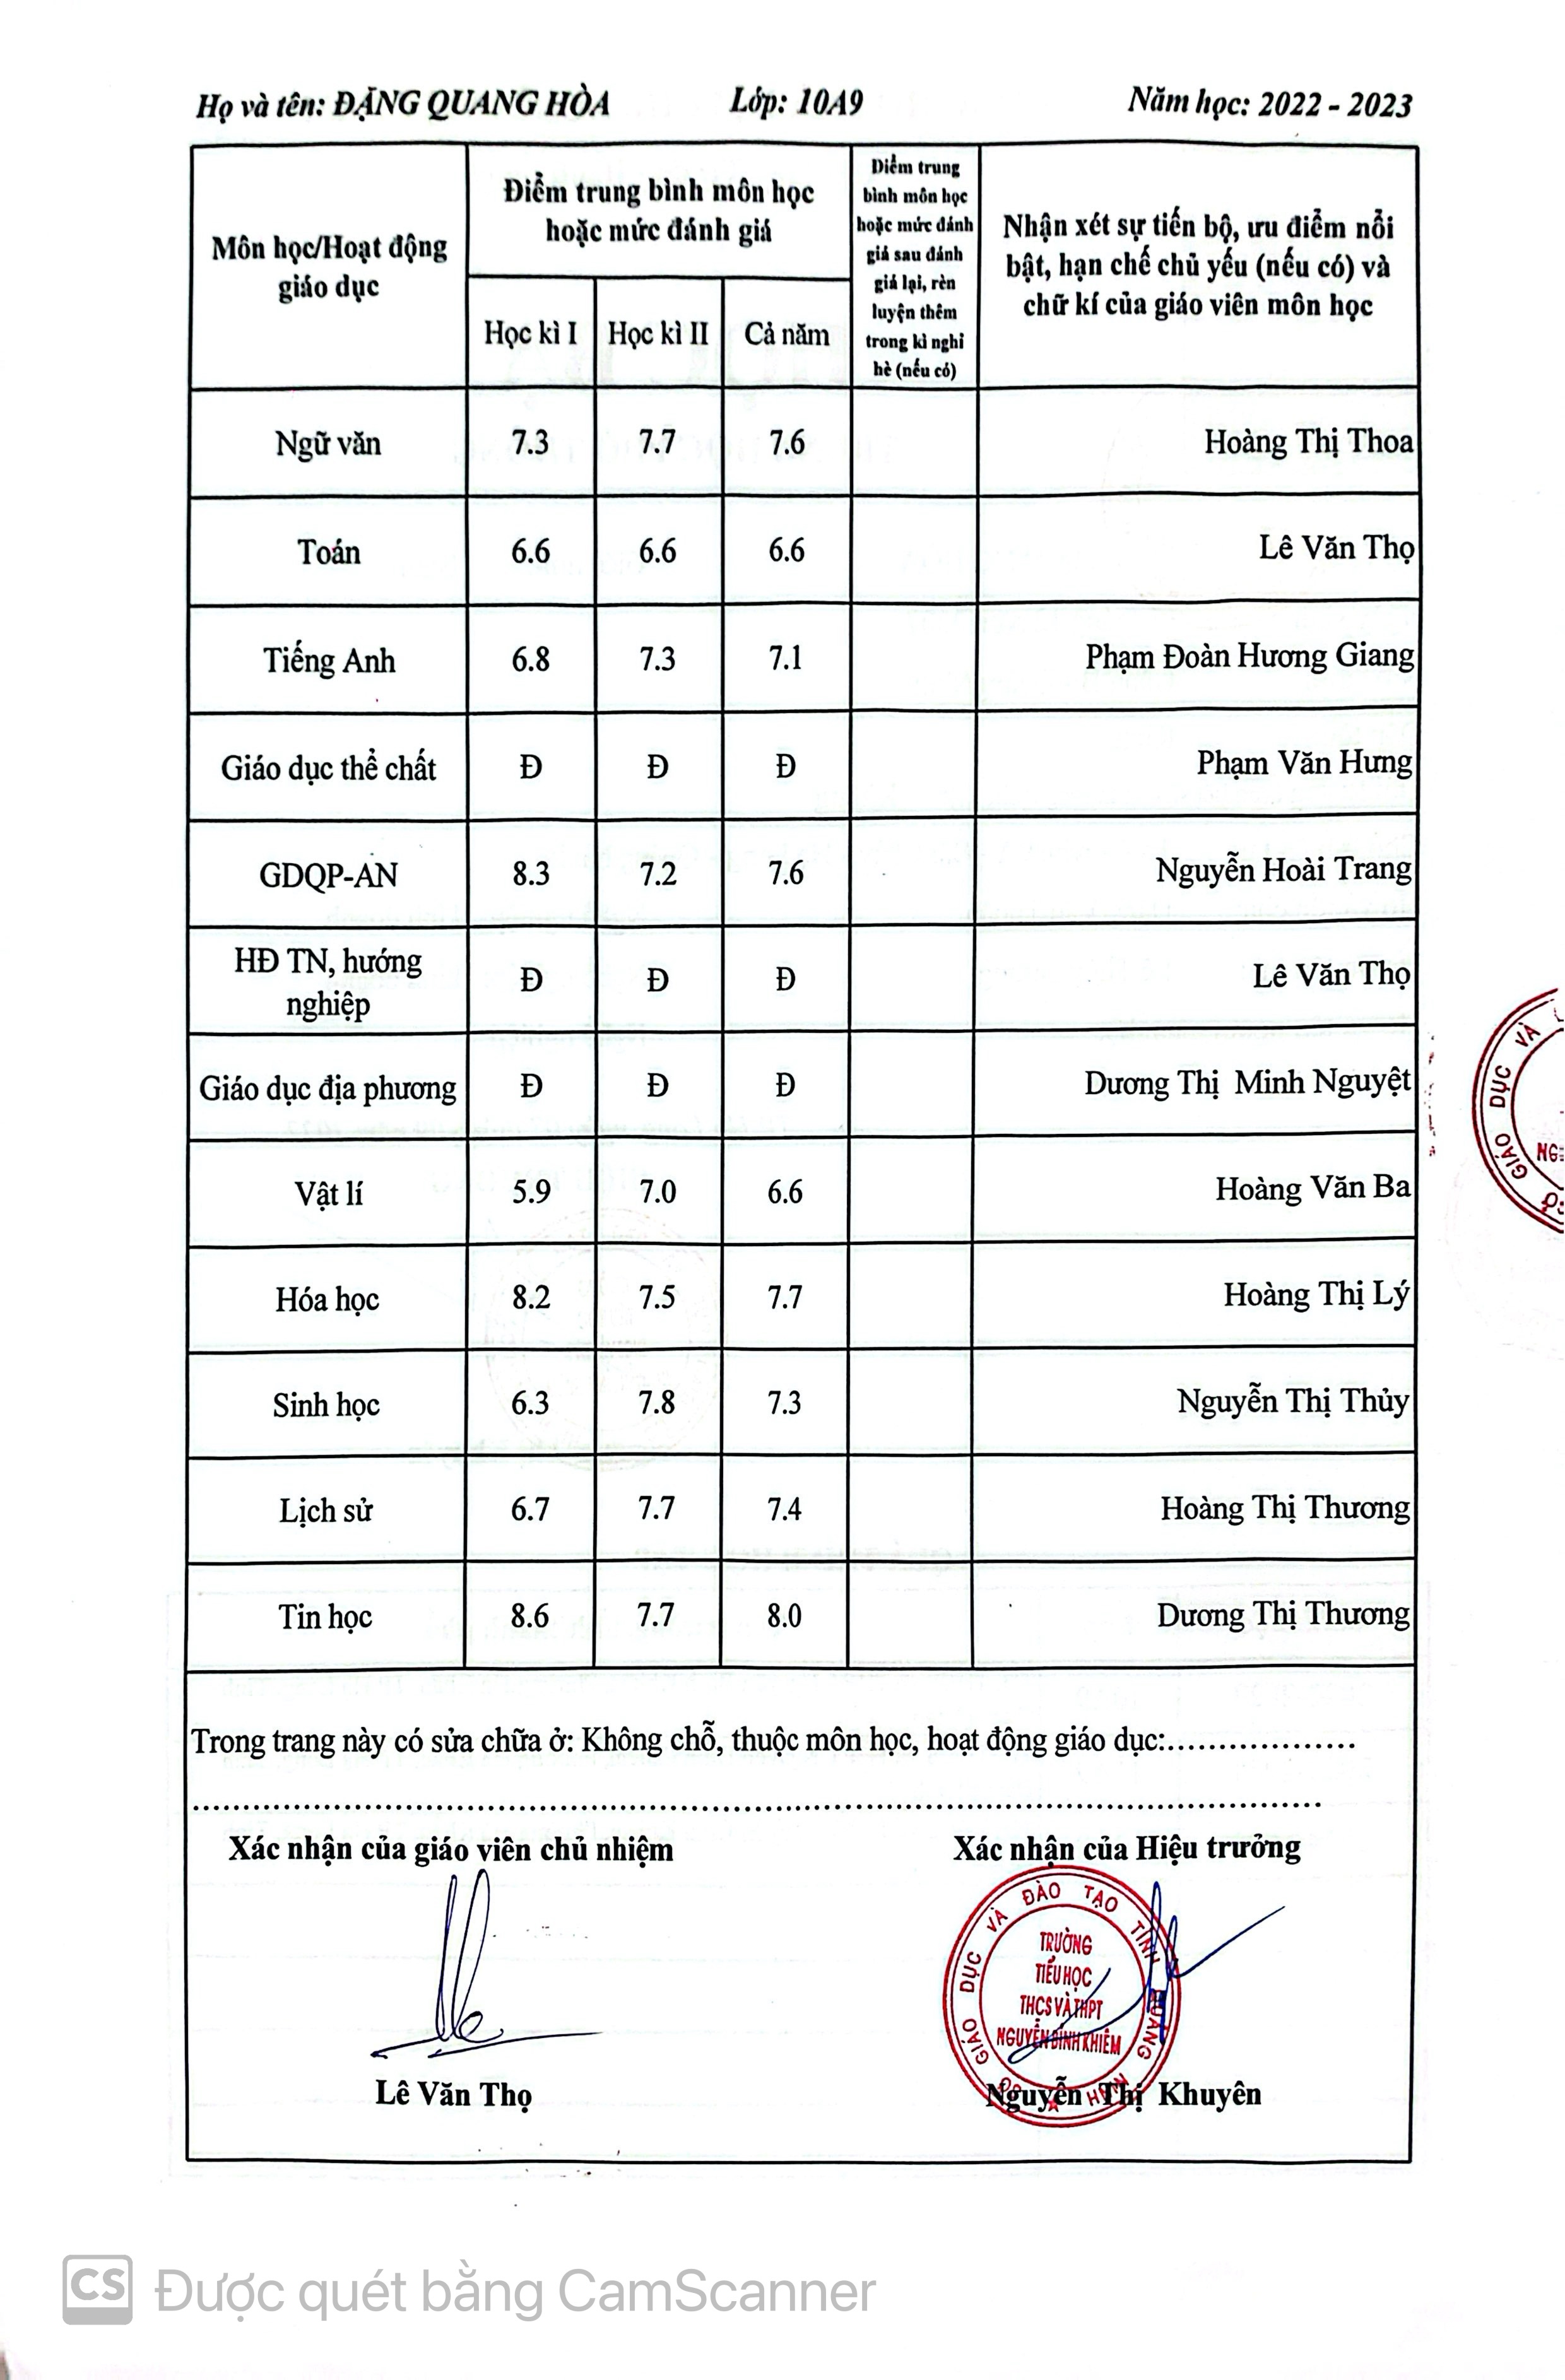 Họ và tên: ĐẶNG QUANG HÒA Lớp: 10A9 Năm học: 2022 - 2023
Môn học/Hoạt động
giáo dục
Điểm trung bình môn học
hoặc mức đánh giá
Học kì I Học kì II Cả năm
Điểm trung
bình môn học
hoặc mức đánh
giá sau đánh
giá lại, rèn
luyện thêm
trong kì nghỉ
hè (nếu có)
Nhận xét sự tiến bộ, ưu điểm nổi
bật, hạn chế chủ yếu (nếu có) và
chữ kí của giáo viên môn học
Ngữ văn 7.3 7.7 7.6 Hoàng Thị Thoa
Toán 6.6 6.6 6.6 Lê Văn Thọ
Tiếng Anh 6.8 7.3 7.1 Phạm Đoàn Hương Giang
Giáo dục thể chất Đ Đ Đ Phạm Văn Hưng
GDQP-AN 8.3 7.2 7.6 Nguyễn Hoài Trang
HĐ TN, hướng
nghiệp Đ Đ Đ Lê Văn Thọ
Giáo dục địa phương Đ Đ Đ Dương Thị Minh Nguyệt
Vật lí 5.9 7.0 6.6 Hoàng Văn Ba
Hóa học 8.2 7.5 7.7 Hoàng Thị Lý
Sinh học 6.3 7.8 7.3 Nguyễn Thị Thủy
Lịch sử 6.7 7.7 7.4 Hoàng Thị Thương
Tin học 8.6 7.7 8.0 Dương Thị Thương
GIÁO DỤC VÀ
Trong trang này có sửa chữa ở: Không chỗ, thuộc môn học, hoạt động giáo dục:...................
Xác nhận của giáo viên chủ nhiệm Xác nhận của Hiệu trưởng
GIÁO DỤC VÀ ĐÀO TẠO TỈNH QUẢNG NINH
TRƯỜNG
TIỂU HỌC
THCS VÀ THPT
NGUYỄN BỈNH KHIÊM
Lê Văn Thọ Nguyễn Thị Khuyên
CS Được quét bằng CamScanner